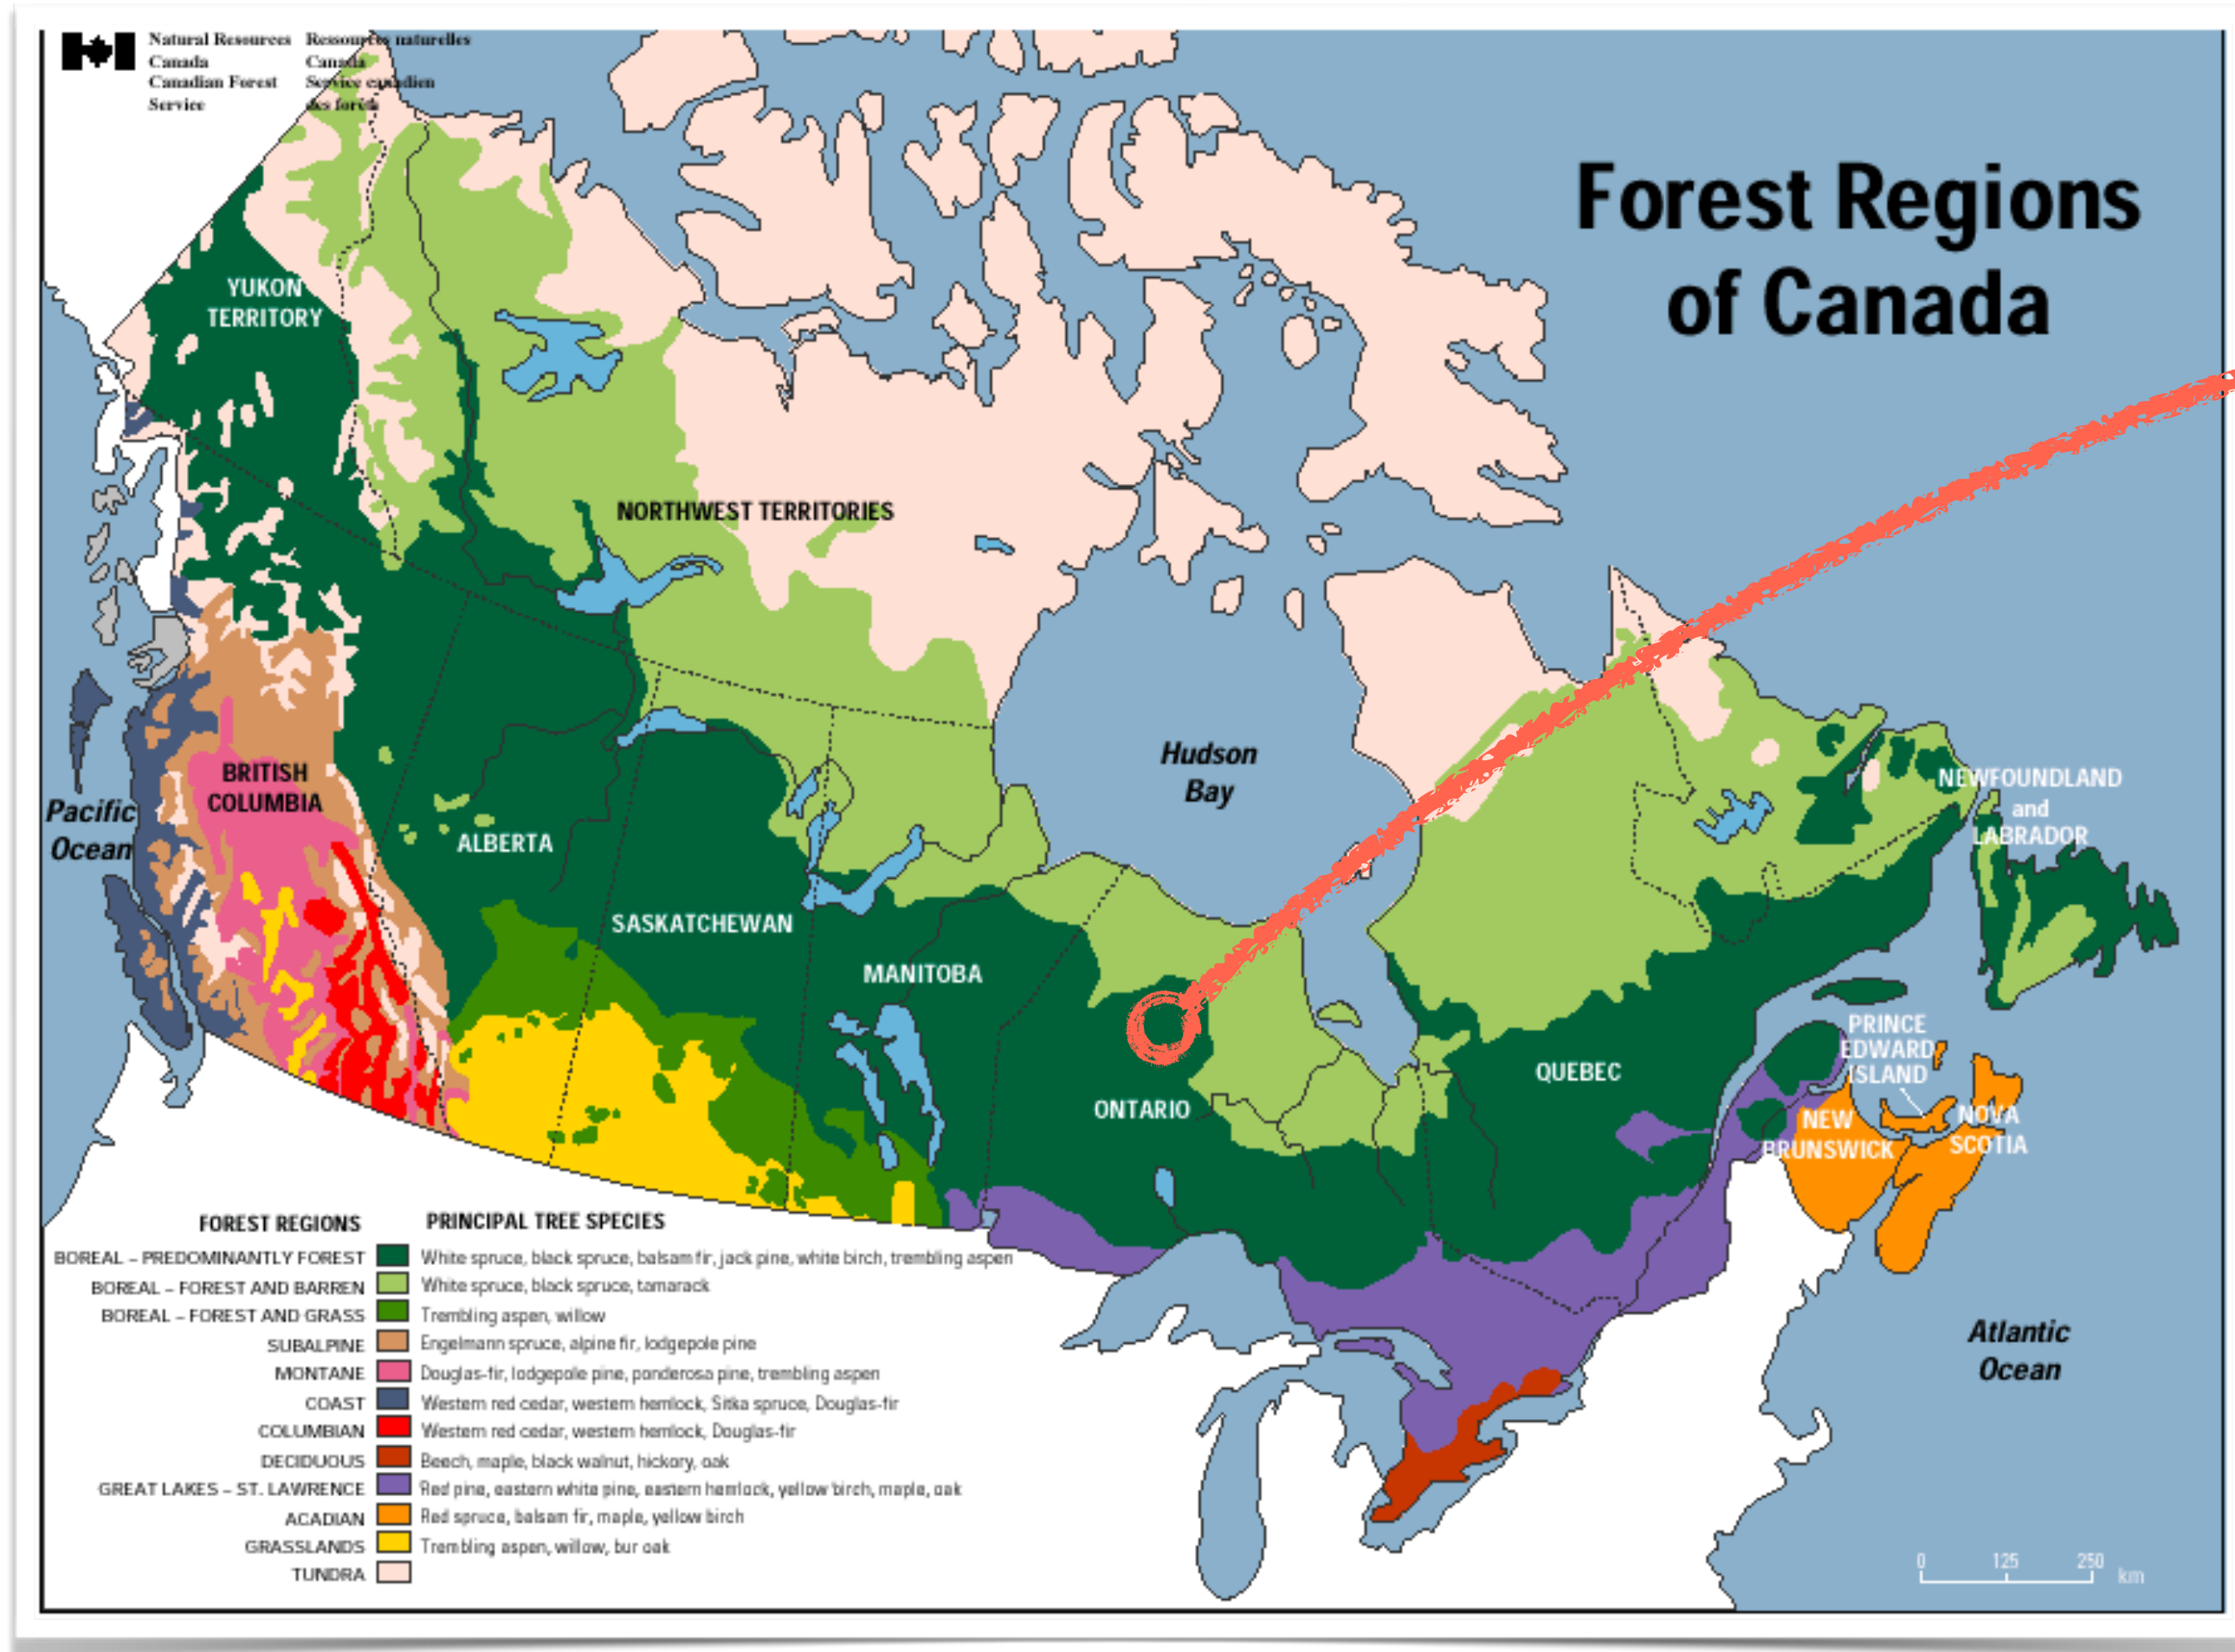 Natural Resources Ressources naturelles
Canada Canada
Canadian Forest Service canadien
Service des forêts
Forest Regions
of Canada
YUKON
TERRITORY
NORTHWEST TERRITORIES
Hudson
Bay
BRITISH
COLUMBIA
Pacific
Ocean
ALBERTA
SASKATCHEWAN
MANITOBA
ONTARIO
QUEBEC
NEWFOUNDLAND
and
LABRADOR
PRINCE
EDWARD
ISLAND
NEW
BRUNSWICK
NOVA
SCOTIA
Atlantic
Ocean
FOREST REGIONS PRINCIPAL TREE SPECIES
BOREAL – PREDOMINANTLY FOREST White spruce, black spruce, balsam fir, jack pine, white birch, trembling aspen
BOREAL – FOREST AND BARREN White spruce, black spruce, tamarack
BOREAL – FOREST AND GRASS Trembling aspen, willow
SUBALPINE Engelmann spruce, alpine fir, lodgepole pine
MONTANE Douglas-fir, lodgepole pine, ponderosa pine, trembling aspen
COAST Western red cedar, western hemlock, Sitka spruce, Douglas-fir
COLUMBIAN Western red cedar, western hemlock, Douglas-fir
DECIDUOUS Beech, maple, black walnut, hickory, oak
GREAT LAKES – ST. LAWRENCE Red pine, eastern white pine, eastern hemlock, yellow birch, maple, oak
ACADIAN Red spruce, balsam fir, maple, yellow birch
GRASSLANDS Trembling aspen, willow, bur oak
TUNDRA
0 125 250
km